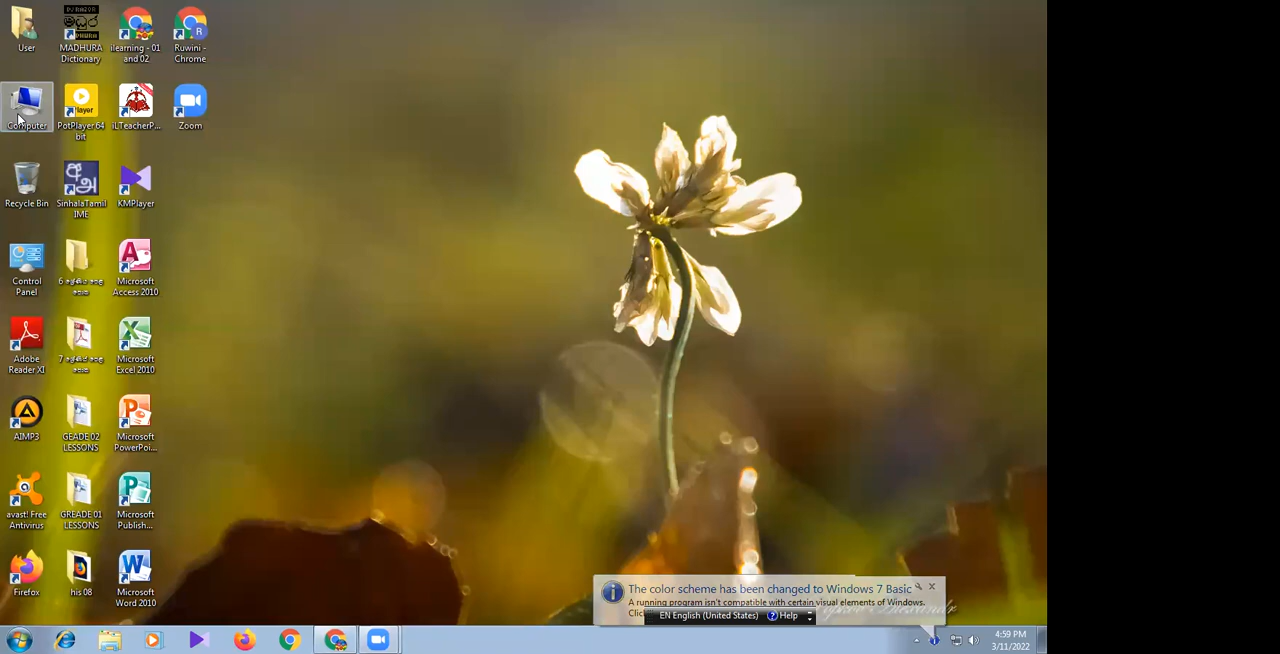 User
MADHURA
Dictionary
ilearning - 01
and 02
Ruwini -
Chrome
Computer
PotPlayer 64
bit
iLTeacherP...
Zoom
Recycle Bin
SinhalaTamil
IME
KMPlayer
Control
Panel
Microsoft
Access 2010
Adobe
Reader XI
Microsoft
Excel 2010
AIMP3
GEADE 02
LESSONS
Microsoft
PowerPoi...
avast! Free
Antivirus
GREADE 01
LESSONS
Microsoft
Publish...
Firefox
his 08
Microsoft
Word 2010
The color scheme has been changed to Windows 7 Basic
A running program isn't compatible with certain visual elements of Windows.
EN English (United States)
Help
4:59 PM
3/11/2022